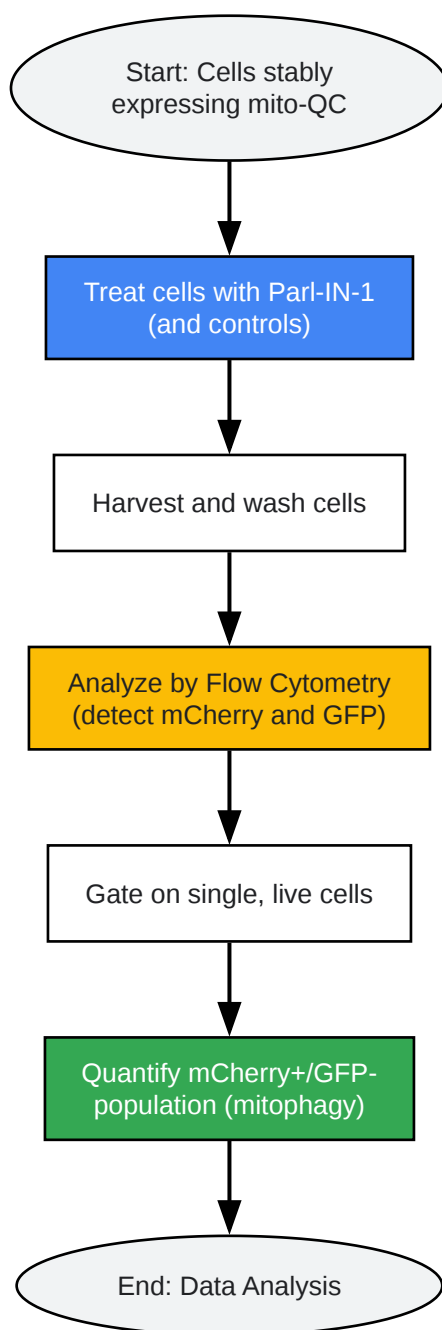 Start: Cells stably
expressing mito-QC
Treat cells with Parl-IN-1
(and controls)
Harvest and wash cells
Analyze by Flow Cytometry
(detect mCherry and GFP)
Gate on single, live cells
Quantify mCherry+/GFP-
population (mitophagy)
End: Data Analysis